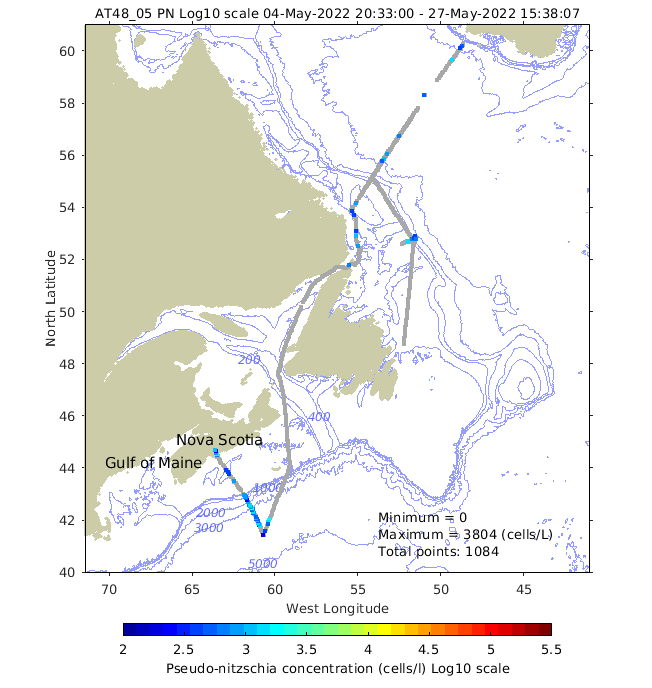 AT48_05 PN Log10 scale 04-May-2022 20:33:00 - 27-May-2022 15:38:07
60
58
56
54
52
50
48
46
44
42
40
North Latitude
200
400
Nova Scotia
Gulf of Maine
1000
2000
3000
5000
Minimum = 0
Maximum = 3804 (cells/L)
Total points: 1084
70 65 60 55 50 45
West Longitude
2 2.5 3 3.5 4 4.5 5 5.5
Pseudo-nitzschia concentration (cells/l) Log10 scale